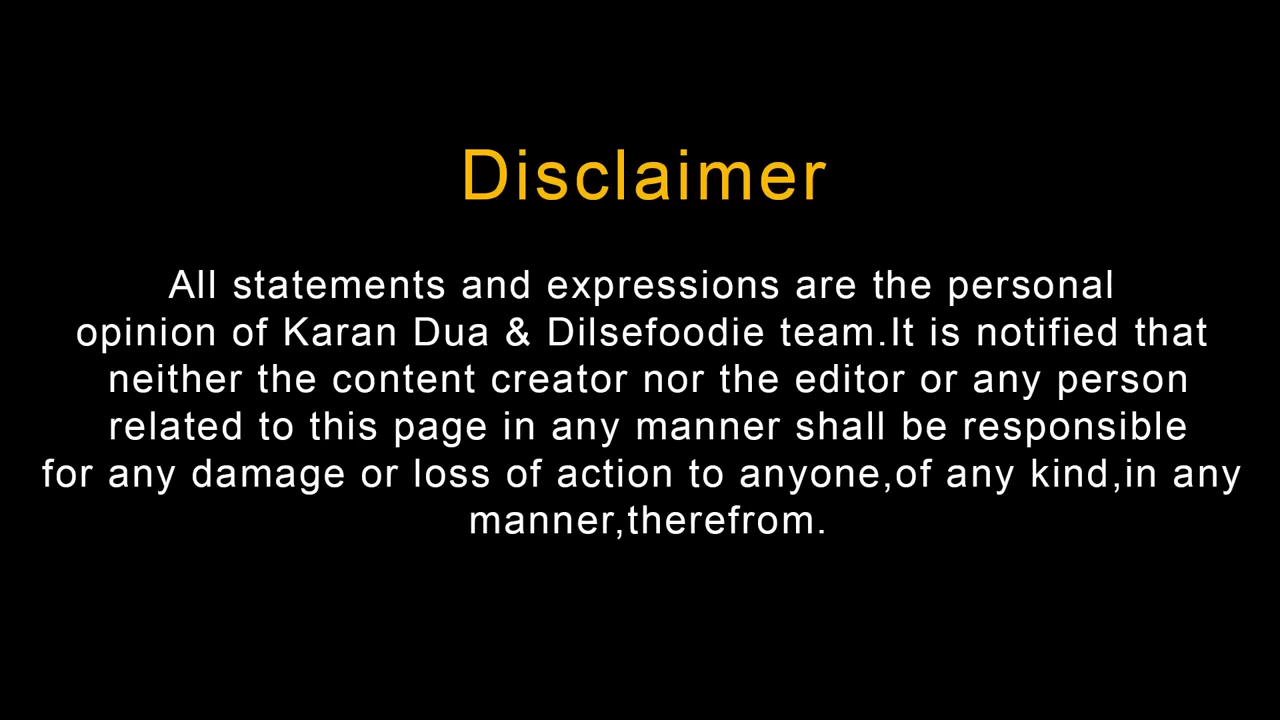 Disclaimer
All statements and expressions are the personal
opinion of Karan Dua & Dilsefoodie team.It is notified that
neither the content creator nor the editor or any person
related to this page in any manner shall be responsible
for any damage or loss of action to anyone,of any kind,in any
manner,therefrom.